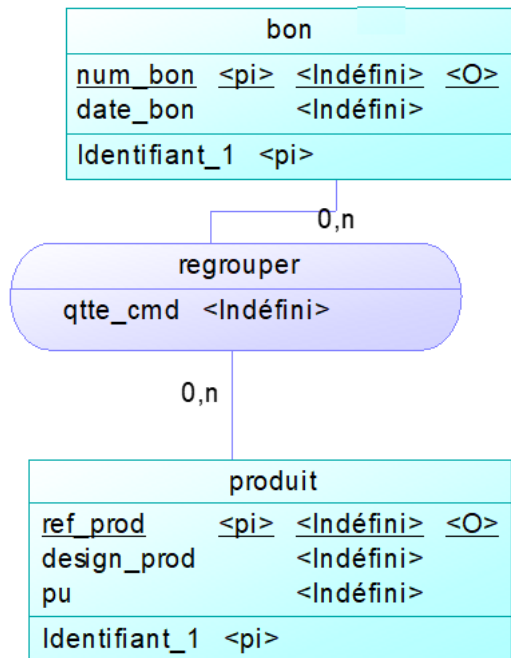 bon
num_bon <pi> <Indéfini> <O>
date_bon <Indéfini>
Identifiant_1 <pi>
0,n
regrouper
qtte_cmd <Indéfini>
0,n
produit
ref_prod <pi> <Indéfini> <O>
design_prod <Indéfini>
pu <Indéfini>
Identifiant_1 <pi>